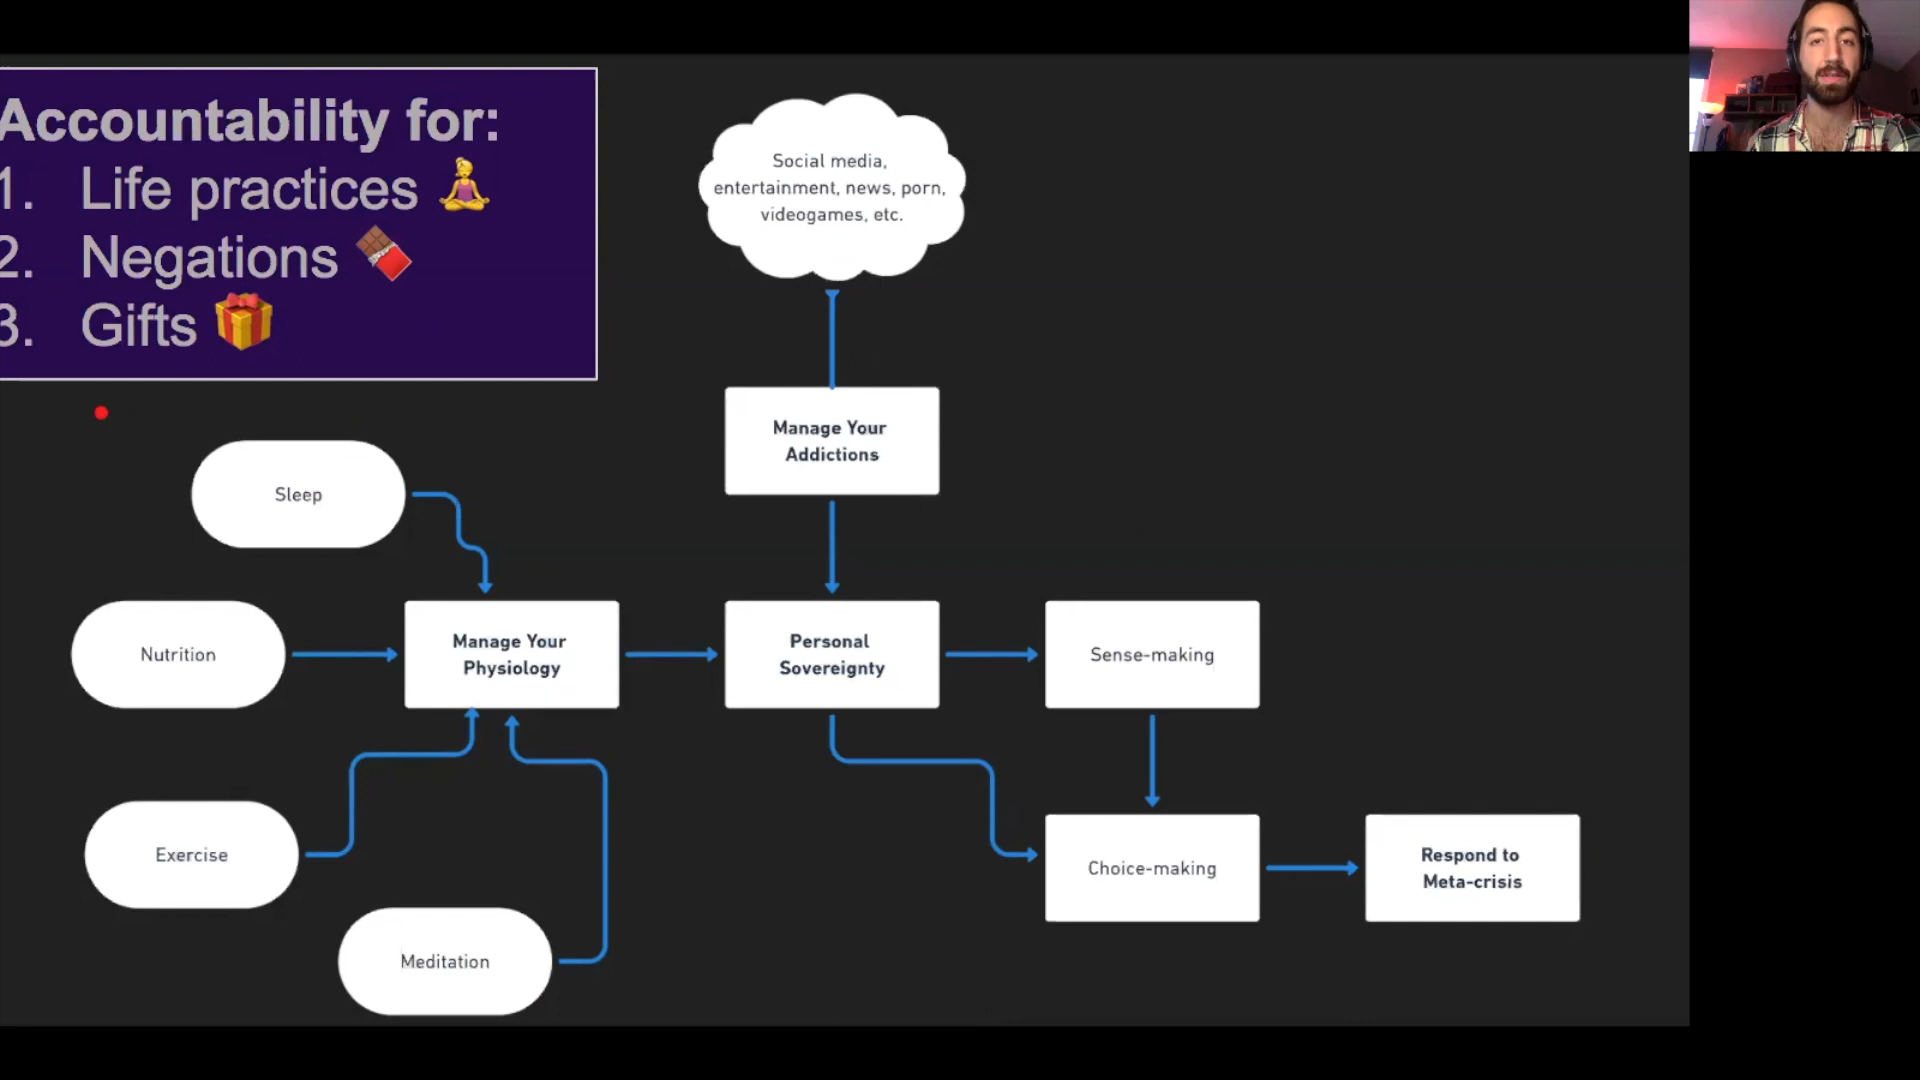 Accountability for:
1. Life practices
2. Negations
3. Gifts
Social media,
entertainment, news, porn,
videogames, etc.
Manage Your
Addictions
Sleep
Nutrition
Manage Your
Physiology
Personal
Sovereignty
Sense-making
Exercise
Choice-making
Respond to
Meta-crisis
Meditation